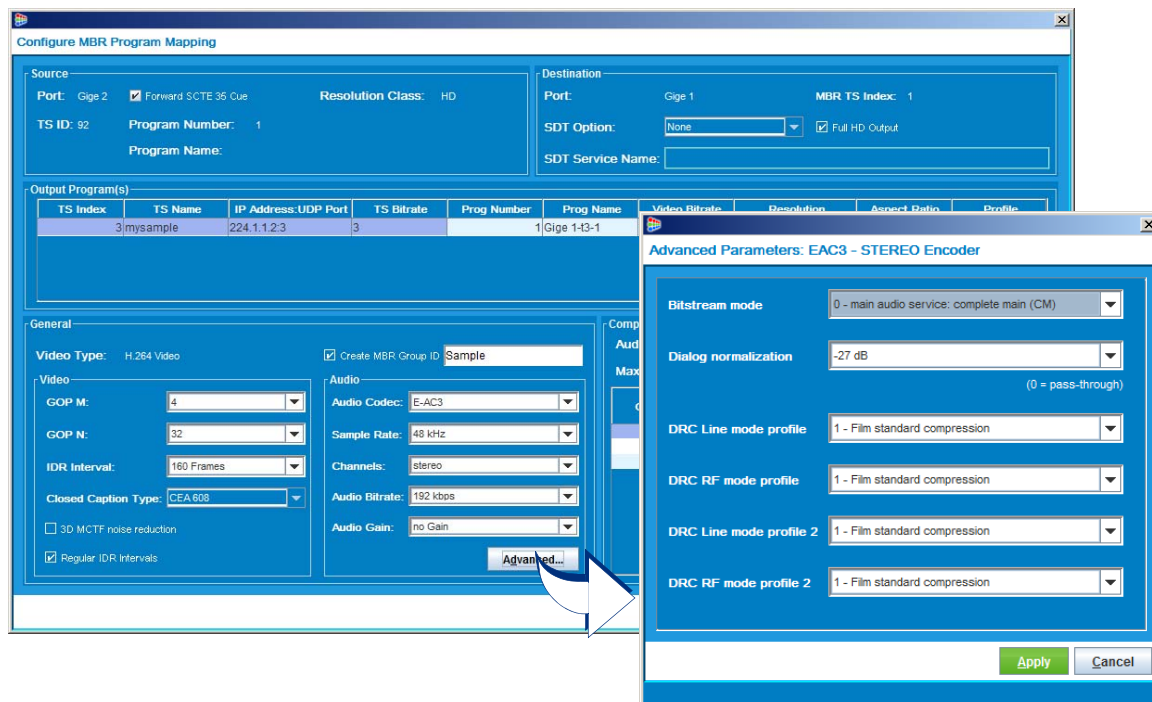 Configure MBR Program Mapping
Source
Port: Gige 2 Forward SCTE 35 Cue Resolution Class: HD
TS ID: 92 Program Number: 1
Program Name:
Destination
Port: Gige 1 MBR TS Index: 1
SDT Option: None Full HD Output
SDT Service Name:
Output Program(s)
TS Index TS Name IP Address:UDP Port TS Bitrate Prog Number Prog Name Video Bitrate Resolution Aspect Ratio Profile
3 mysample 224.1.1.2:3 3 1 Gige 1-t3-1
General
Video Type: H.264 Video Create MBR Group ID Sample
Video
GOP M: 4
GOP N: 32
IDR Interval: 160 Frames
Closed Caption Type: CEA 608
3D MCTF noise reduction
Regular IDR Intervals
Audio
Audio Codec: E-AC3
Sample Rate: 48 kHz
Channels: stereo
Audio Bitrate: 192 kbps
Audio Gain: no Gain
Advanced...
Comp
Aud
Max
Advanced Parameters: EAC3 - STEREO Encoder
Bitstream mode 0 - main audio service: complete main (CM)
Dialog normalization -27 dB
(0 = pass-through)
DRC Line mode profile 1 - Film standard compression
DRC RF mode profile 1 - Film standard compression
DRC Line mode profile 2 1 - Film standard compression
DRC RF mode profile 2 1 - Film standard compression
Apply Cancel